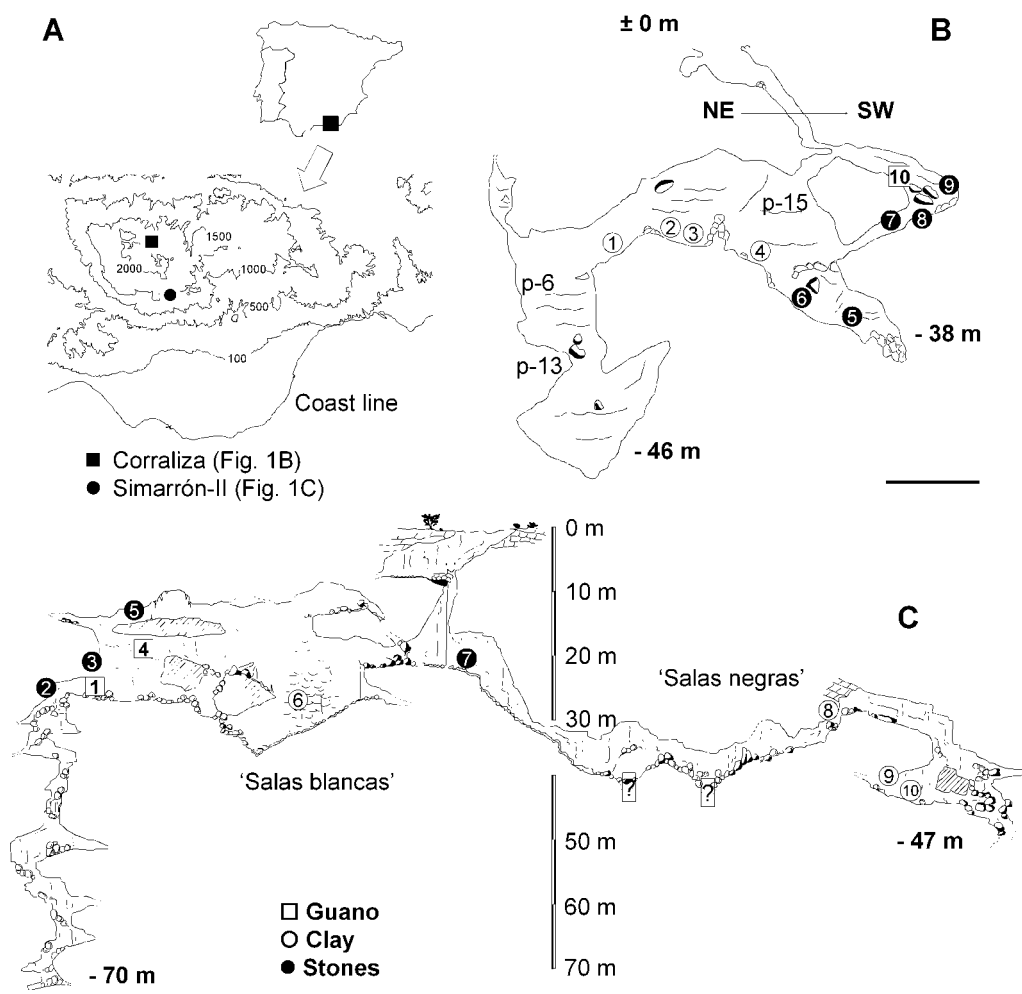 A
± 0 m
B
NE
SW
10
9
p-15
1500
2
3
7
8
1
4
2000
1000
p-6
500
6
5
100
- 38 m
p-13
Coast line
- 46 m
Corraliza (Fig. 1B)
Simarrón-II (Fig. 1C)
0 m
10 m
5
C
4
3
20 m
7
'Salas negras'
2
1
6
8
30 m
'Salas blancas'
9
?
?
10
50 m
- 47 m
60 m
Guano
Clay
Stones
- 70 m
70 m